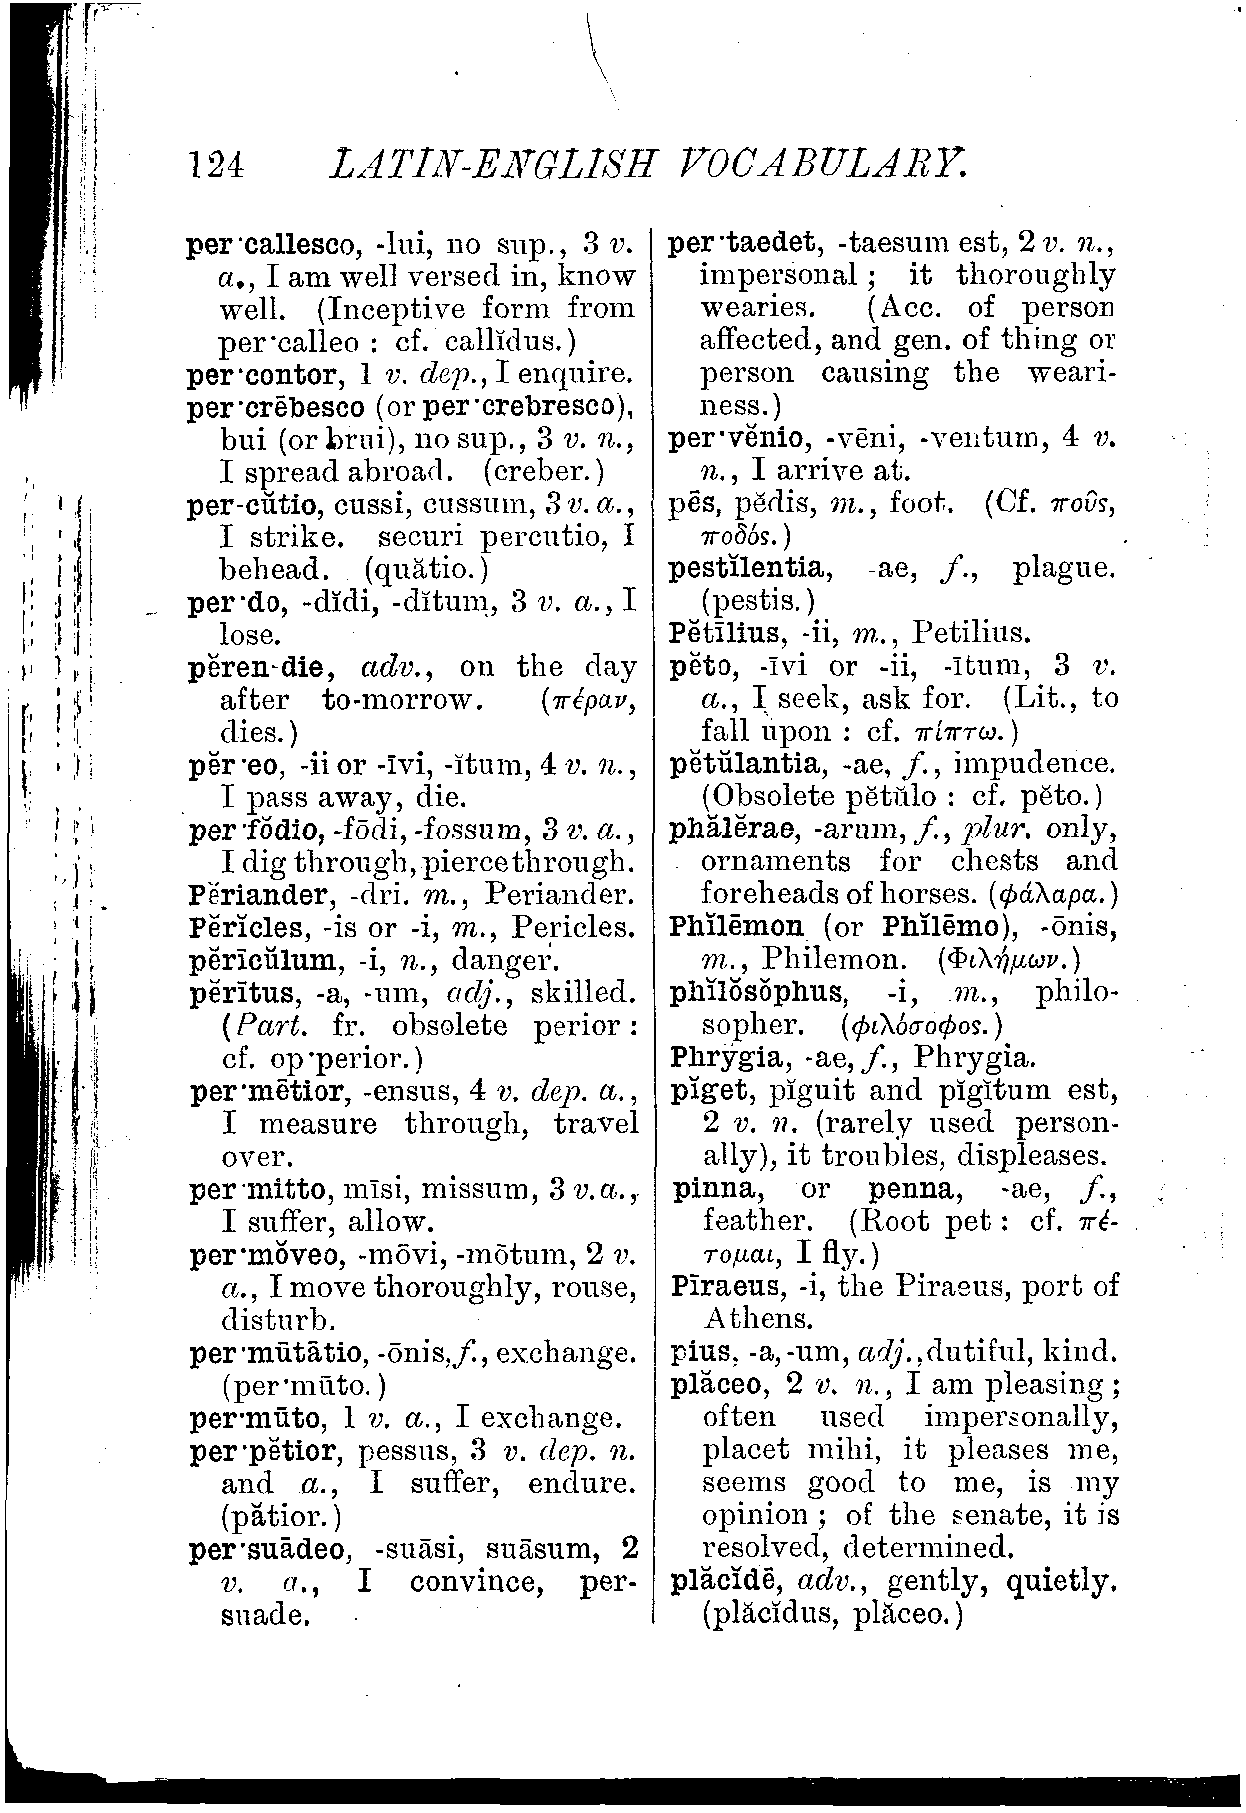 124 LATIN-ENGLISH VOCABULARY.
per·callesco, -lui, no sup., 3 v.
a., I am well versed in, know
well. (Inceptive form from
per·calleo : cf. callĭdus.)
per·contor, 1 v. dep., I enquire.
per·crēbesco (or per·crebresco),
bui (or brui), no sup., 3 v. n.,
I spread abroad. (creber.)
per-cŭtio, cussi, cussum, 3 v. a.,
I strike. securi percutio, I
behead. (quătio.)
per·do, -dĭdi, -dĭtum, 3 v. a., I
lose.
pĕren-die, adv., on the day
after to-morrow. (πέραν,
dies.)
pĕr·eo, -ii or -īvi, -ĭtum, 4 v. n.,
I pass away, die.
per·fŏdio, -fōdi, -fossum, 3 v. a.,
I dig through, pierce through.
Pĕriander, -dri. m., Periander.
Pĕrĭcles, -is or -i, m., Pericles.
pĕrīcŭlum, -i, n., danger.
pĕrītus, -a, -um, adj., skilled.
(Part. fr. obsolete perior :
cf. op·perior.)
per·mētior, -ensus, 4 v. dep. a.,
I measure through, travel
over.
per·mitto, mīsi, missum, 3 v. a.,
I suffer, allow.
per·mŏveo, -mōvi, -mōtum, 2 v.
a., I move thoroughly, rouse,
disturb.
per·mūtātio, -ōnis, f., exchange.
(per·mūto.)
per·mūto, 1 v. a., I exchange.
per·pĕtior, pessus, 3 v. dep. n.
and a., I suffer, endure.
(pătior.)
per·suādeo, -suāsi, suāsum, 2
v. a., I convince, per-
suade.
per·taedet, -taesum est, 2 v. n.,
impersonal ; it thoroughly
wearies. (Acc. of person
affected, and gen. of thing or
person causing the weari-
ness.)
per·vĕnio, -vēni, -ventum, 4 v.
n., I arrive at.
pēs, pĕdis, m., foot. (Cf. ποῦς,
ποδός.)
pestĭlentia, -ae, f., plague.
(pestis.)
Pĕtīlius, -ii, m., Petilius.
pĕto, -īvi or -ii, -ītum, 3 v.
a., I seek, ask for. (Lit., to
fall upon : cf. πίπτω.)
pĕtŭlantia, -ae, f., impudence.
(Obsolete pĕtŭlo : cf. pĕto.)
phălĕrae, -arum, f., plur. only,
ornaments for chests and
foreheads of horses. (φάλαρα.)
Phĭlēmon (or Phĭlēmo), -ōnis,
m., Philemon. (Φιλήμων.)
phĭlŏsŏphus, -i, m., philo-
sopher. (φιλόσοφος.)
Phrўgia, -ae, f., Phrygia.
pĭget, pĭguit and pĭgĭtum est,
2 v. n. (rarely used person-
ally), it troubles, displeases.
pinna, or penna, -ae, f.,
feather. (Root pet : cf. πέ-
τομαι, I fly.)
Pīraeus, -i, the Piraeus, port of
Athens.
pius, -a, -um, adj., dutiful, kind.
plăceo, 2 v. n., I am pleasing ;
often used impersonally,
placet mihi, it pleases me,
seems good to me, is my
opinion ; of the senate, it is
resolved, determined.
plăcĭdē, adv., gently, quietly.
(plăcĭdus, plăceo.)